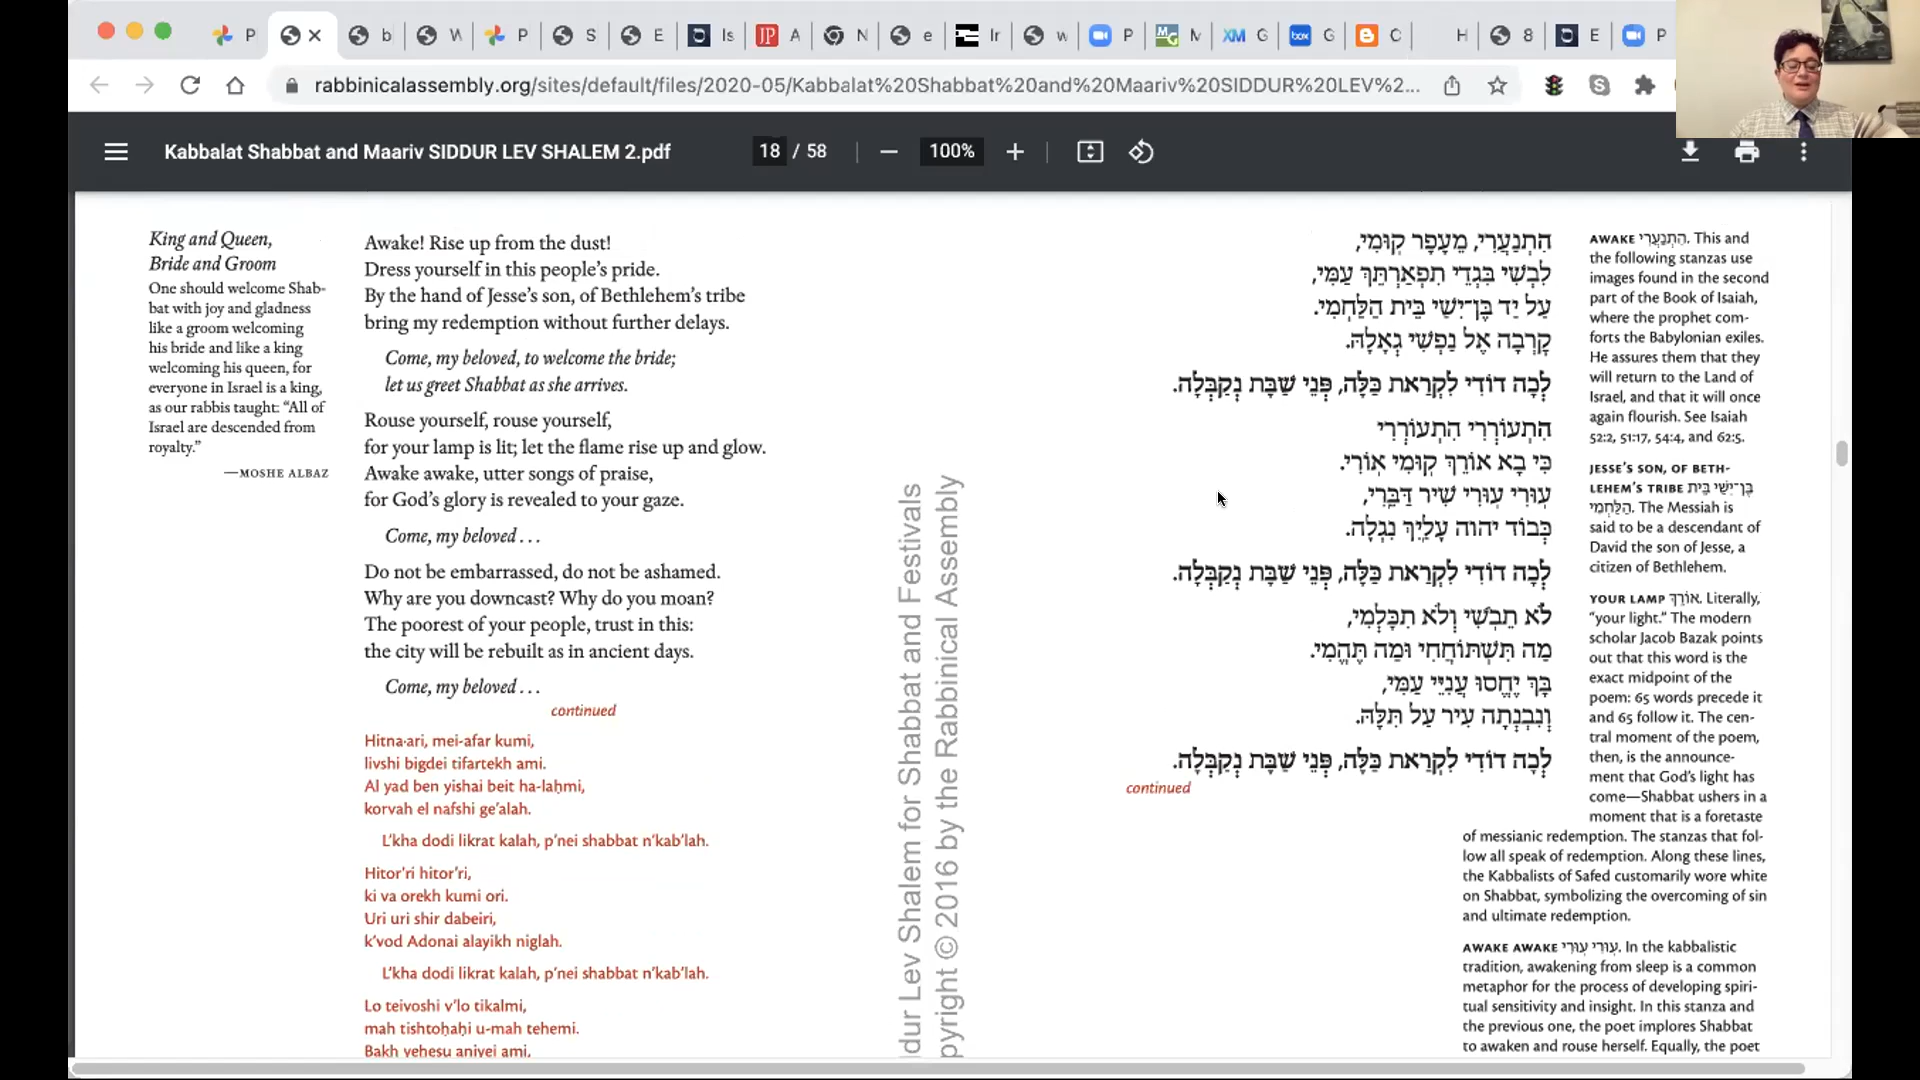 P
b
W
P
S
E
Is
A
N
e
Ir
w
P
M
G
G
C
H
8
E
P
rabbinicalassembly.org/sites/default/files/2020-05/Kabbalat%20Shabbat%20and%20Maariv%20SIDDUR%20LEV%2...
Kabbalat Shabbat and Maariv SIDDUR LEV SHALEM 2.pdf
18 / 58
100%
King and Queen,
Bride and Groom
One should welcome Shab-
bat with joy and gladness
like a groom welcoming
his bride and like a king
welcoming his queen, for
everyone in Israel is a king,
as our rabbis taught: “All of
Israel are descended from
royalty.”
—MOSHE ALBAZ
Awake! Rise up from the dust!
Dress yourself in this people’s pride.
By the hand of Jesse’s son, of Bethlehem’s tribe
bring my redemption without further delays.
Come, my beloved, to welcome the bride;
let us greet Shabbat as she arrives.
Rouse yourself, rouse yourself,
for your lamp is lit; let the flame rise up and glow.
Awake awake, utter songs of praise,
for God’s glory is revealed to your gaze.
Come, my beloved . . .
Do not be embarrassed, do not be ashamed.
Why are you downcast? Why do you moan?
The poorest of your people, trust in this:
the city will be rebuilt as in ancient days.
Come, my beloved . . .
continued
Hitna·ari, mei-afar kumi,
livshi bigdei tifartekh ami.
Al yad ben yishai beit ha-laḥmi,
korvah el nafshi ge’alah.
L’kha dodi likrat kalah, p’nei shabbat n’kab’lah.
Hitor’ri hitor’ri,
ki va orekh kumi ori.
Uri uri shir dabeiri,
k’vod Adonai alayikh niglah.
L’kha dodi likrat kalah, p’nei shabbat n’kab’lah.
Lo teivoshi v’lo tikalmi,
mah tishtoḥaḥi u-mah tehemi.
Bakh yeḥesu aniyei ami,
ddur Lev Shalem for Shabbat and Festivals
pyright © 2016 by the Rabbinical Assembly
הִתְנַעֲרִי, מֵעָפָר קְוּמִי,
לִבְשִׁי בִּגְדֵי תִפְאַרְתֵּךְ עַמִּי,
עַל יַד בֶּן־יִשַׁי בֵּית הַלַּחְמִי.
קָרְבָה אֶל נַפְשִׁי גְאָלָהּ.
לְכָה דוֹדִי לִקְרַאת כַּלָּה, פְּנֵי שַׁבָּת נְקַבְּלָה.
הִתְעוֹרְרִי הִתְעוֹרְרִי
כִּי בָא אוֹרֵךְ קְוּמִי אֽוֹרִי.
עֽוּרִי עֽוּרִי שִׁיר דַּבֵּרִי,
כְּבוֹד יהוה עָלַיִךְ נִגְלָה.
לְכָה דוֹדִי לִקְרַאת כַּלָּה, פְּנֵי שַׁבָּת נְקַבְּלָה.
לֹא תֵבֽשִׁי וְלֹא תִכָּלְמִי,
מַה תִּשְׁתּוֹחֲחִי וּמַה תֶּהֱמִי.
בָּךְ יֶחֱסוּ עֲנִיֵּי עַמִּי,
וְנִבְנְתָה עִיר עַל תִּלָּהּ.
לְכָה דוֹדִי לִקְרַאת כַּלָּה, פְּנֵי שַׁבָּת נְקַבְּלָה.
continued
AWAKE הִתְנַעֲרִי. This and
the following stanzas use
images found in the second
part of the Book of Isaiah,
where the prophet com-
forts the Babylonian exiles.
He assures them that they
will return to the Land of
Israel, and that it will once
again flourish. See Isaiah
52:2, 51:17, 54:4, and 62:5.
JESSE’S SON, OF BETH-
LEHEM’S TRIBE בֶּן־יִשַׁי בֵּית
הַלַּחְמִי. The Messiah is
said to be a descendant of
David the son of Jesse, a
citizen of Bethlehem.
YOUR LAMP אוֹרֵךְ. Literally,
“your light.” The modern
scholar Jacob Bazak points
out that this word is the
exact midpoint of the
poem: 65 words precede it
and 65 follow it. The cen-
tral moment of the poem,
then, is the announce-
ment that God’s light has
come—Shabbat ushers in a
moment that is a foretaste
of messianic redemption. The stanzas that fol-
low all speak of redemption. Along these lines,
the Kabbalists of Safed customarily wore white
on Shabbat, symbolizing the overcoming of sin
and ultimate redemption.
AWAKE AWAKE עֽוּרִי עֽוּרִי. In the kabbalistic
tradition, awakening from sleep is a common
metaphor for the process of developing spiri-
tual sensitivity and insight. In this stanza and
the previous one, the poet implores Shabbat
to awaken and rouse herself. Equally, the poet